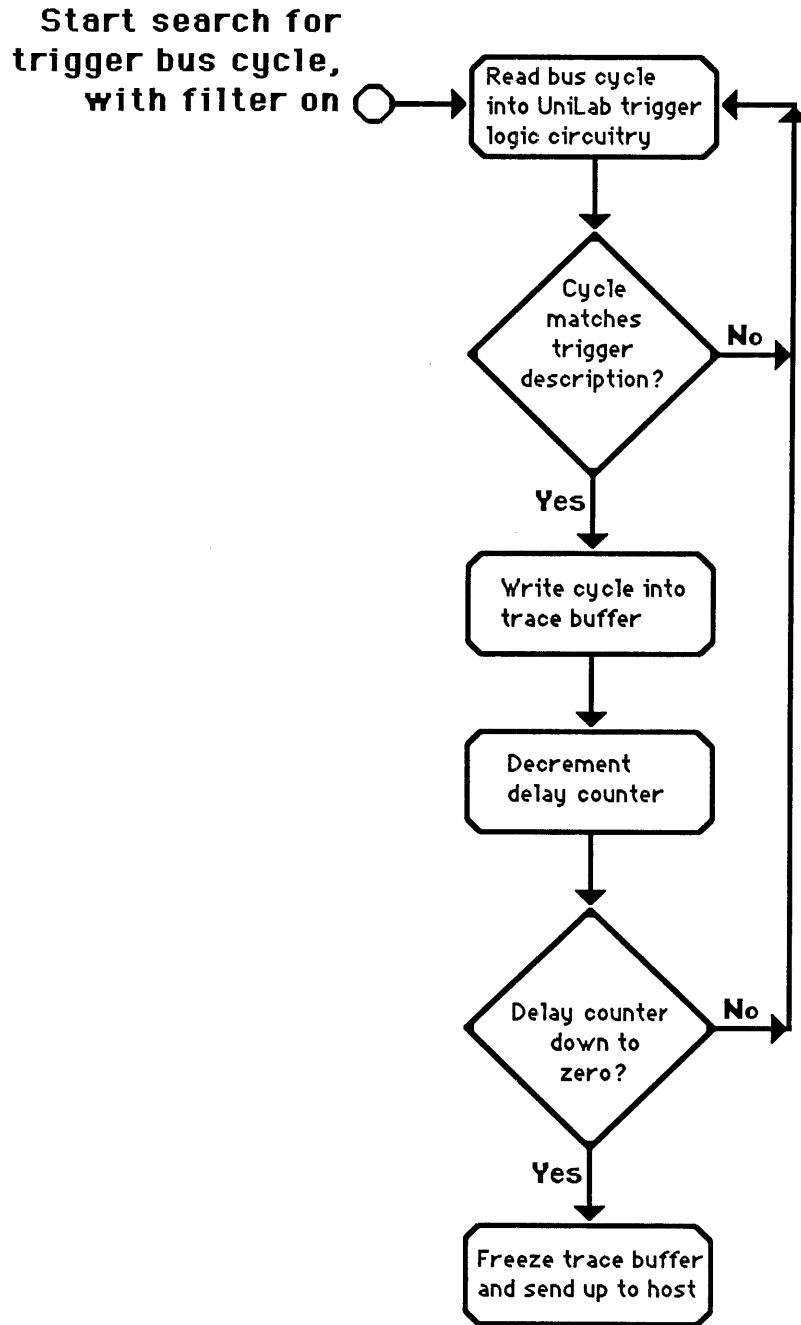 Start search for
trigger bus cycle,
with filter on
Read bus cycle
into UniLab trigger
logic circuitry
Cycle
matches
trigger
description?
No
Yes
Write cycle into
trace buffer
Decrement
delay counter
Delay counter
down to
zero?
No
Yes
Freeze trace buffer
and send up to host